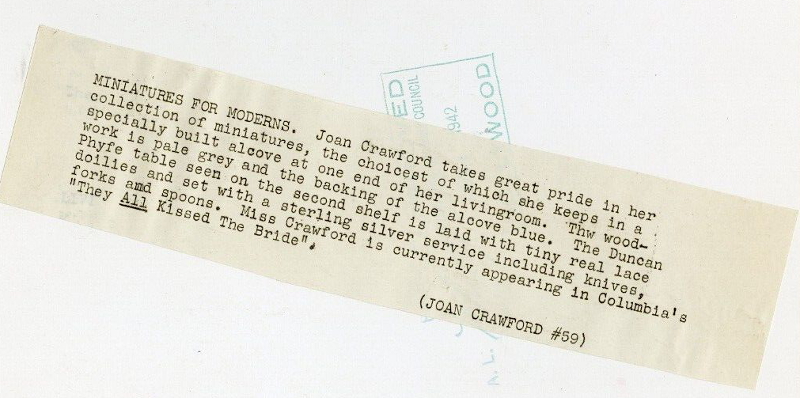 MINIATURES FOR MODERNS. Joan Crawford takes great pride in her
collection of miniatures, the choicest of which she keeps in a
specially built alcove at one end of her livingroom. Thw wood-
work is pale grey and the backing of the alcove blue. The Duncan
Phyfe table seen on the second shelf is laid with tiny real lace
doilies and set with a sterling silver service including knives,
forks amd spoons. Miss Crawford is currently appearing in Columbia's
"They All Kissed The Bride".
(JOAN CRAWFORD #59)
ED
COUNCIL
1942
WOOD
A. L.